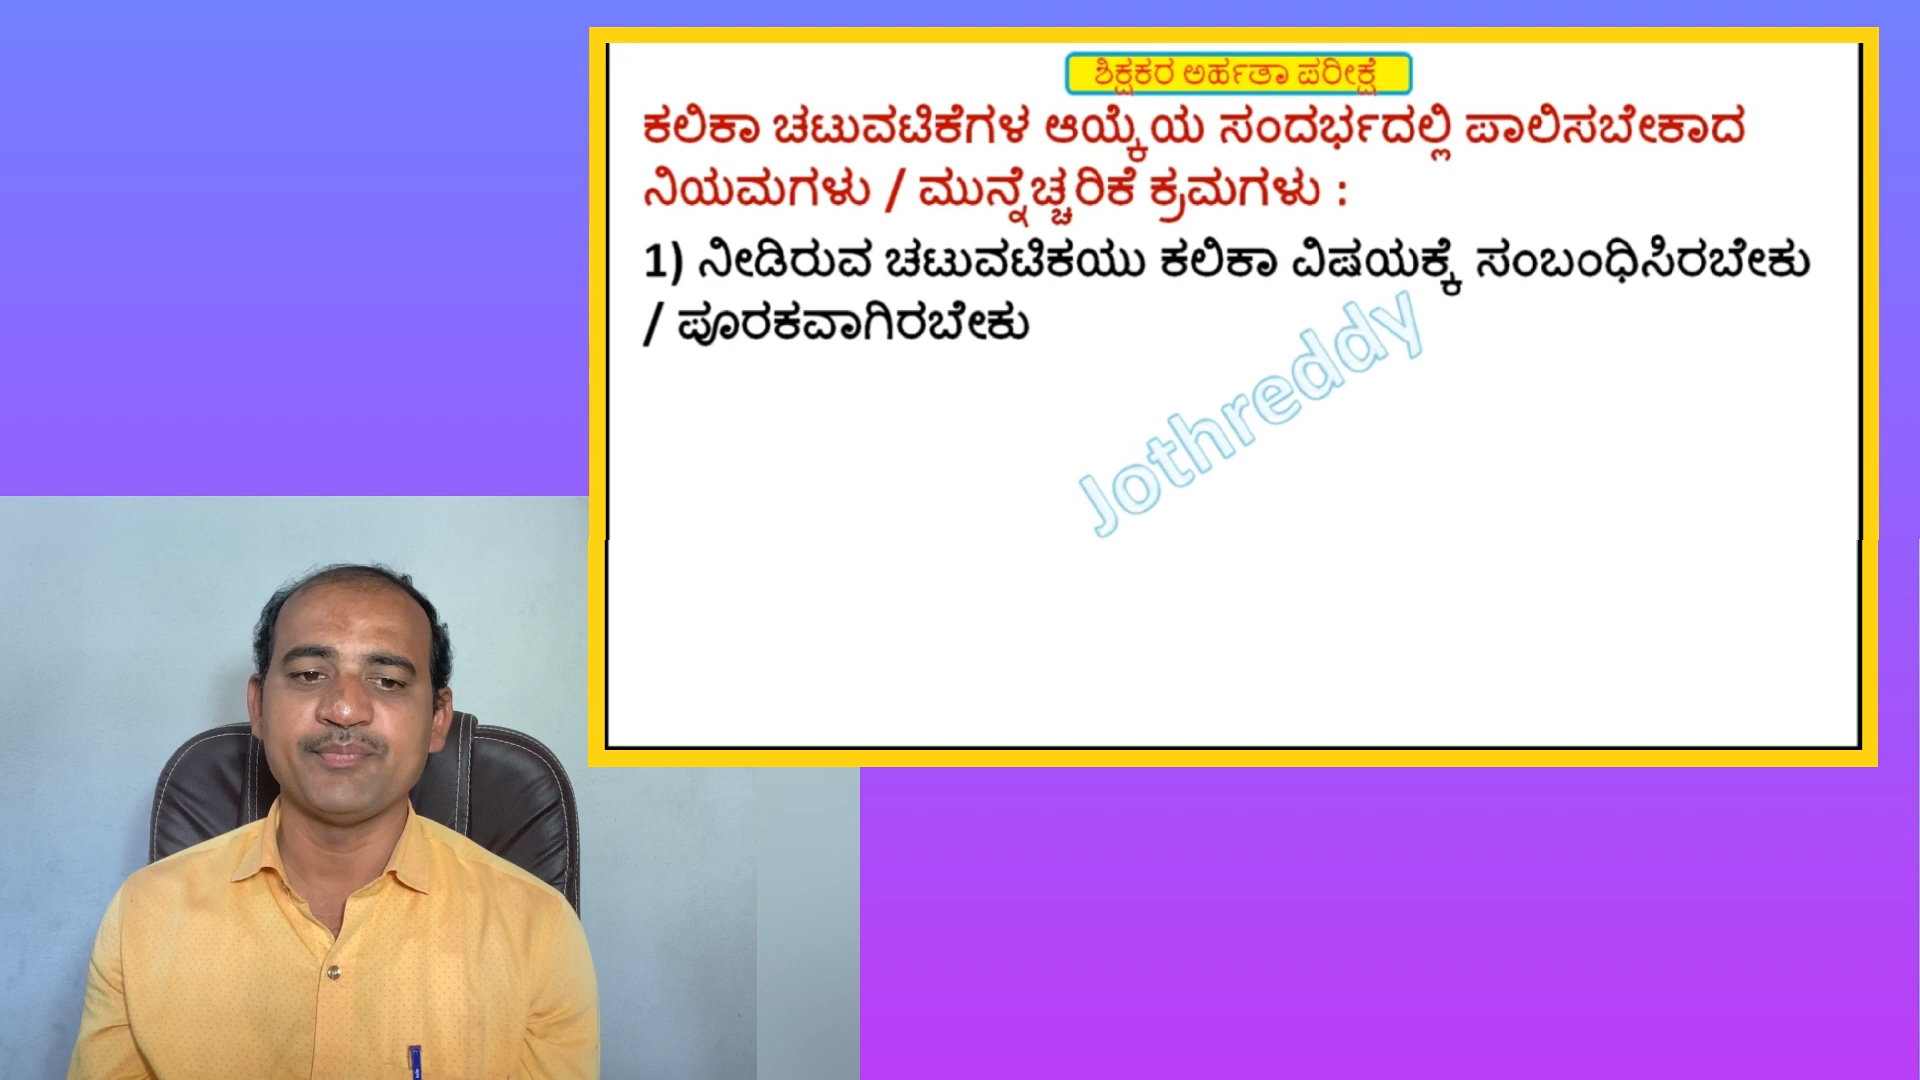 ಶಿಕ್ಷಕರ ಅರ್ಹತಾ ಪರೀಕ್ಷೆ
ಕಲಿಕಾ ಚಟುವಟಿಕೆಗಳ ಆಯ್ಕೆಯ ಸಂದರ್ಭದಲ್ಲಿ ಪಾಲಿಸಬೇಕಾದ
ನಿಯಮಗಳು / ಮುನ್ನೆಚ್ಚರಿಕೆ ಕ್ರಮಗಳು :
1) ನೀಡಿರುವ ಚಟುವಟಿಕಯು ಕಲಿಕಾ ವಿಷಯಕ್ಕೆ ಸಂಬಂಧಿಸಿರಬೇಕು
/ ಪೂರಕವಾಗಿರಬೇಕು
Jothreddy